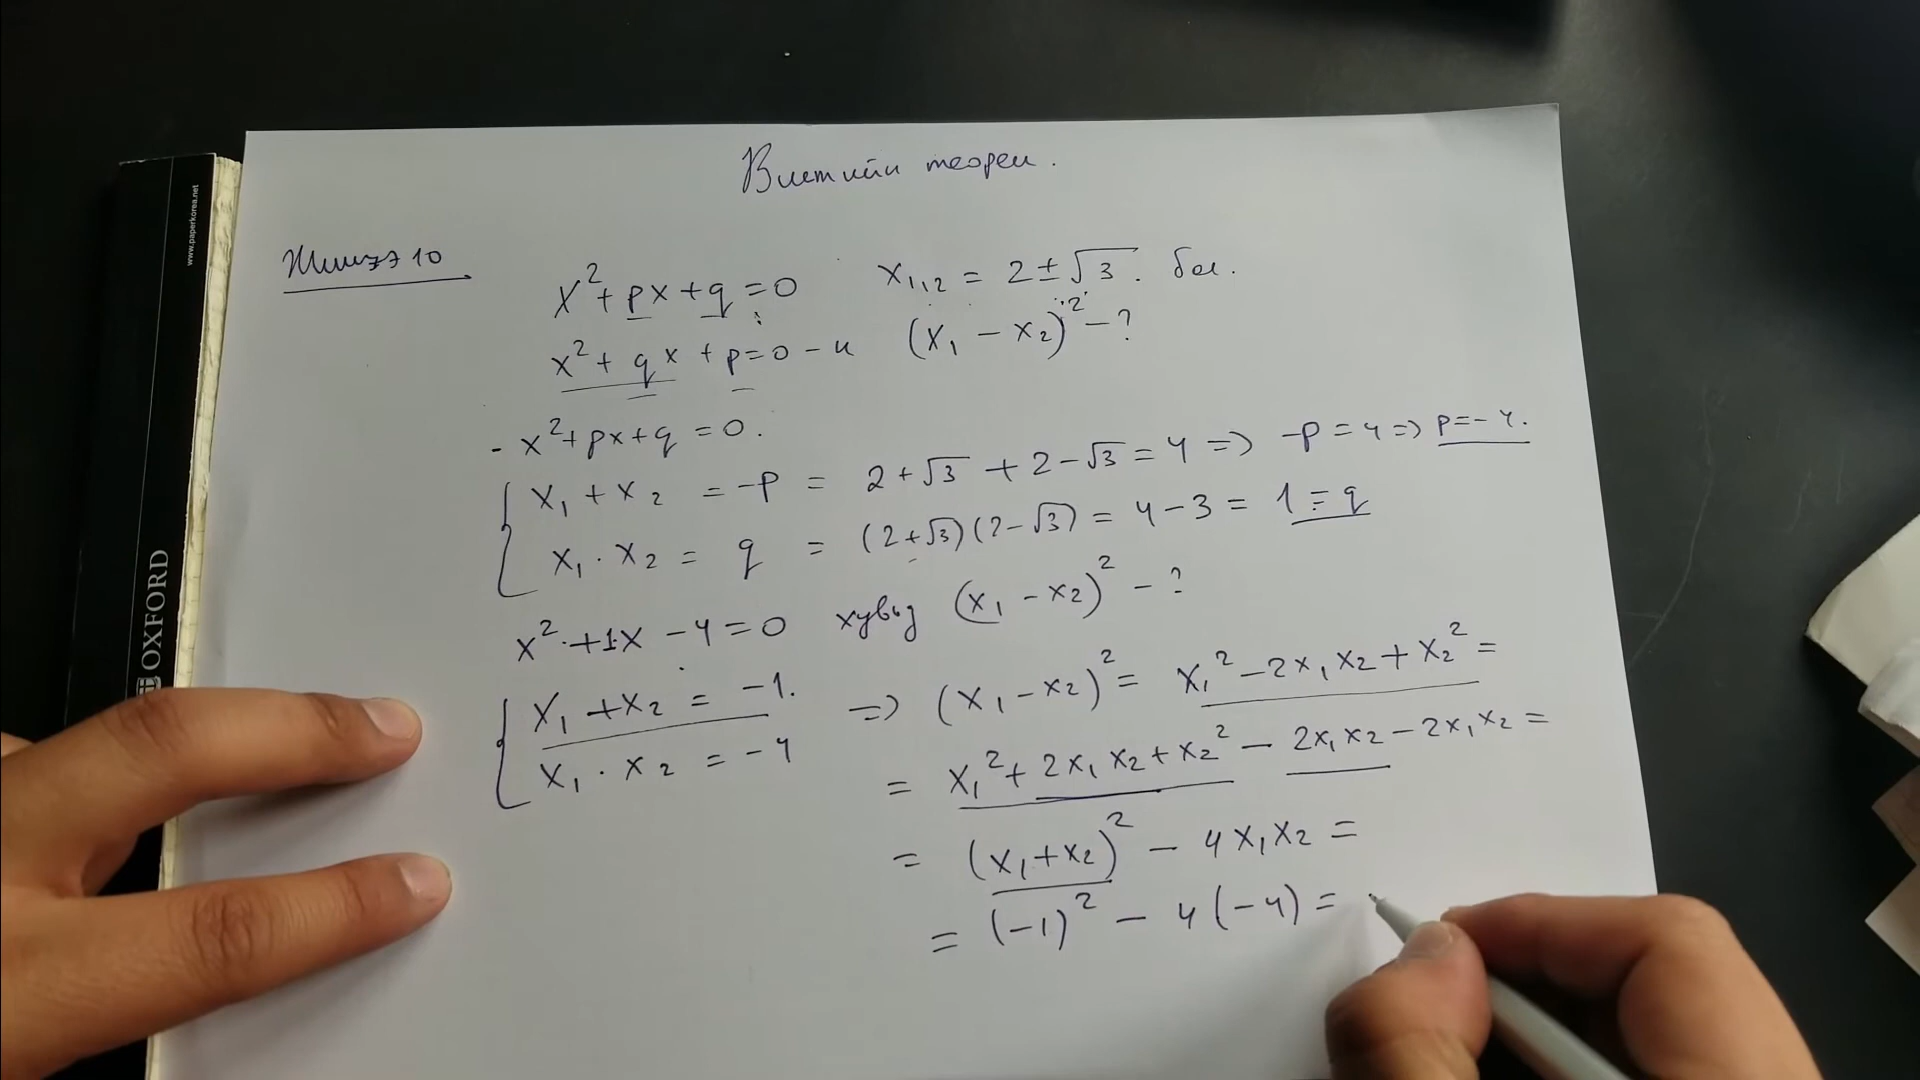 Виетийн теорем.
Жишээ 10
x² + px + q = 0 x₁,₂ = 2 ± √3. бол.
x² + qx + p = 0 - н (x₁ - x₂)² - ?
- x² + px + q = 0.
x₁ + x₂ = -p = 2 + √3 + 2 - √3 = 4 => -p = 4 => p = -4.
x₁ · x₂ = q = (2+√3)(2-√3) = 4 - 3 = 1 = q
x² + 1x - 4 = 0 хувьд (x₁ - x₂)² - ?
x₁ + x₂ = -1. => (x₁ - x₂)² = x₁² - 2x₁x₂ + x₂² =
x₁ · x₂ = -4
= x₁² + 2x₁x₂ + x₂² - 2x₁x₂ - 2x₁x₂ =
= (x₁ + x₂)² - 4x₁x₂ =
= (-1)² - 4(-4) =
www.paperkorea.net
OXFORD